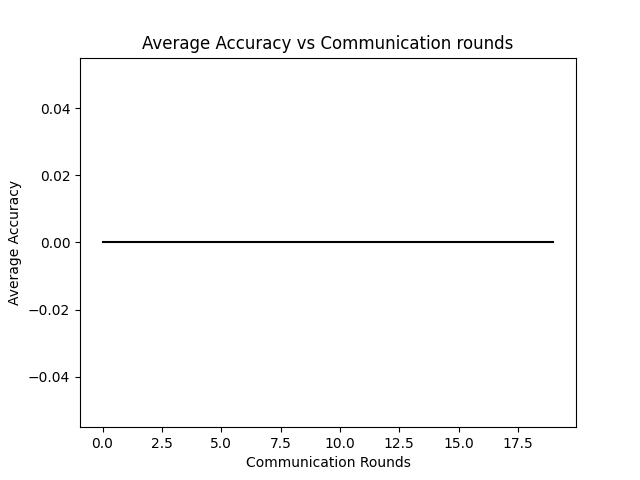 Average Accuracy vs Communication rounds
0.04
0.02
0.00
−0.02
−0.04
Average Accuracy
0.0 2.5 5.0 7.5 10.0 12.5 15.0 17.5
Communication Rounds